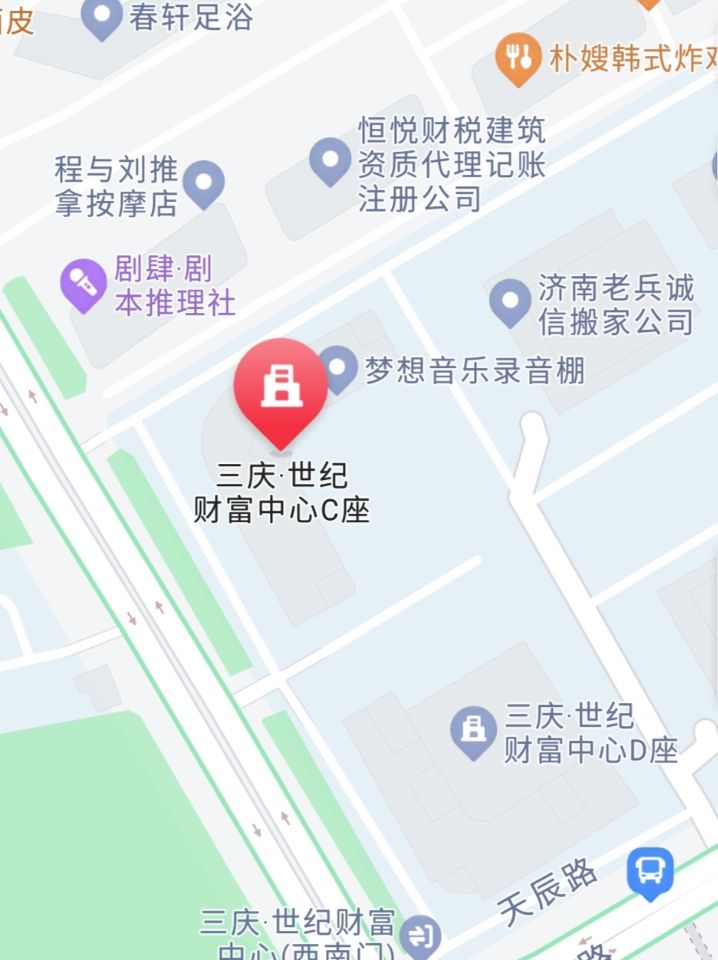 春轩足浴
皮
朴嫂韩式炸
恒悦财税建筑
资质代理记账
注册公司
程与刘推
拿按摩店
剧肆·剧
本推理社
济南老兵诚
信搬家公司
梦想音乐录音棚
三庆·世纪
财富中心C座
三庆·世纪
财富中心D座
天辰路
三庆·世纪财富
中心(西南门)
路